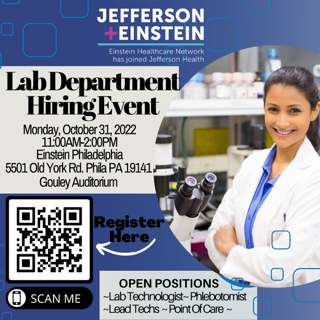 JEFFERSON
+EINSTEIN
Einstein Healthcare Network
has joined Jefferson Health
Lab Department
Hiring Event
Monday, October 31, 2022
11:00AM-2:00PM
Einstein Philadelphia
5501 Old York Rd. Phila PA 19141
Gouley Auditorium
Register
Here
SCAN ME
OPEN POSITIONS
~Lab Technologist~ Phlebotomist
~Lead Techs ~ Point Of Care ~